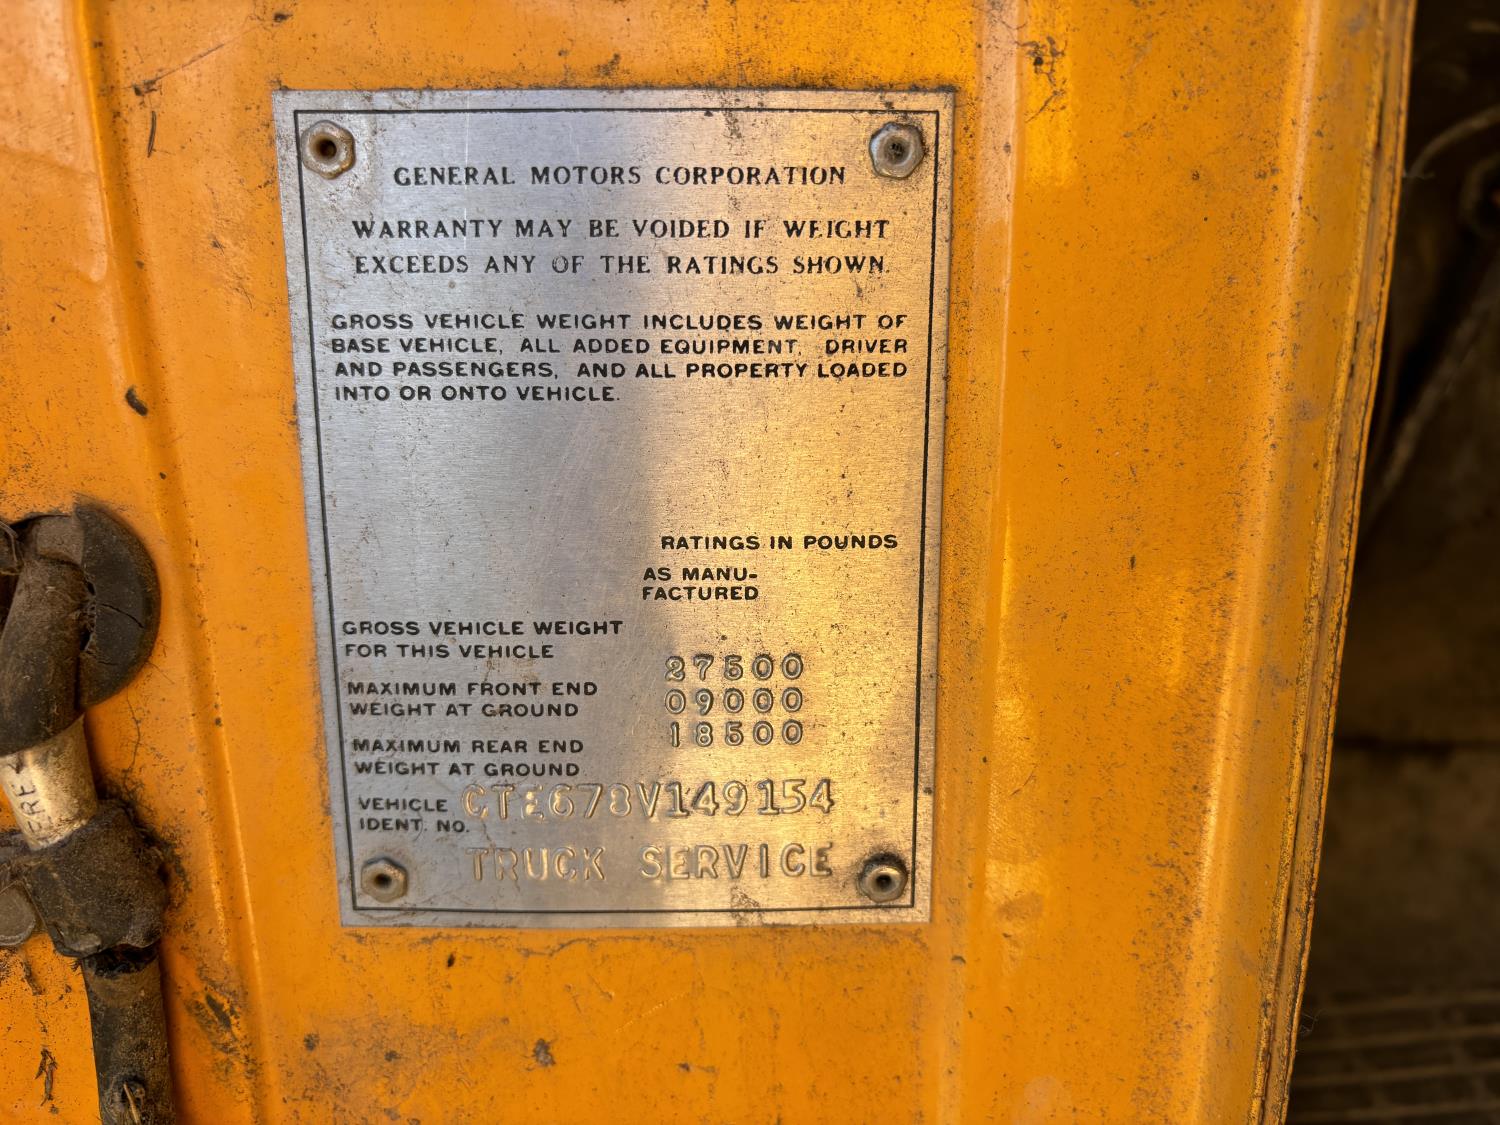 GENERAL MOTORS CORPORATION
WARRANTY MAY BE VOIDED IF WEIGHT
EXCEEDS ANY OF THE RATINGS SHOWN.
GROSS VEHICLE WEIGHT INCLUDES WEIGHT OF
BASE VEHICLE, ALL ADDED EQUIPMENT, DRIVER
AND PASSENGERS, AND ALL PROPERTY LOADED
INTO OR ONTO VEHICLE.
RATINGS IN POUNDS
AS MANU-
FACTURED
GROSS VEHICLE WEIGHT
FOR THIS VEHICLE 27500
MAXIMUM FRONT END
WEIGHT AT GROUND 09000
MAXIMUM REAR END 18500
WEIGHT AT GROUND
VEHICLE CTE678V149154
IDENT. NO.
TRUCK SERVICE